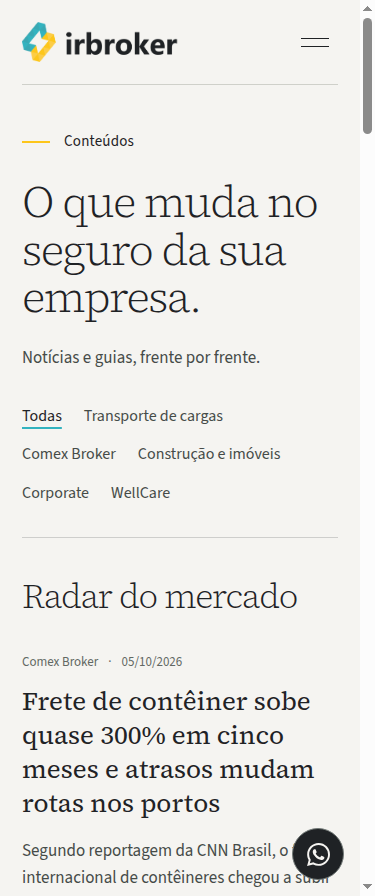 irbroker
Conteúdos
O que muda no
seguro da sua
empresa.
Notícias e guias, frente por frente.
Todas Transporte de cargas
Comex Broker Construção e imóveis
Corporate WellCare
Radar do mercado
Comex Broker · 05/10/2026
Frete de contêiner sobe
quase 300% em cinco
meses e atrasos mudam
rotas nos portos
Segundo reportagem da CNN Brasil, o
internacional de contêineres chegou a subir